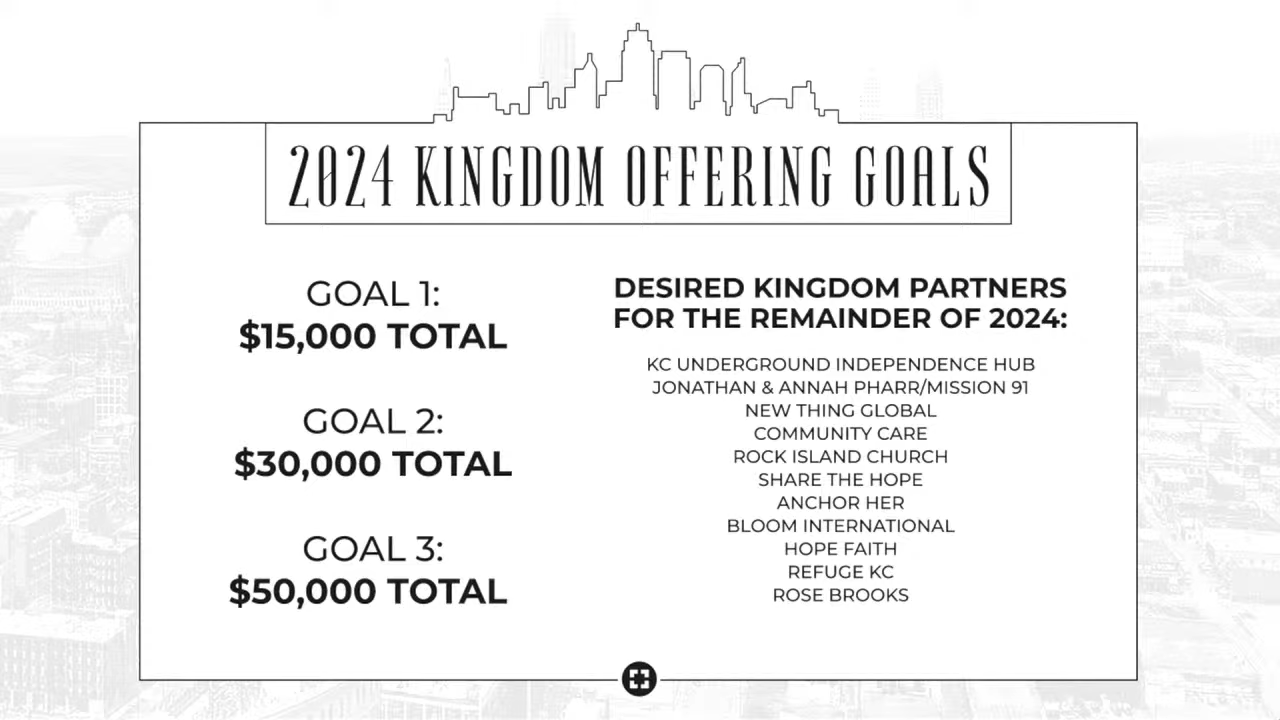 2024 KINGDOM OFFERING GOALS
GOAL 1:
$15,000 TOTAL
GOAL 2:
$30,000 TOTAL
GOAL 3:
$50,000 TOTAL
DESIRED KINGDOM PARTNERS
FOR THE REMAINDER OF 2024:
KC UNDERGROUND INDEPENDENCE HUB
JONATHAN & ANNAH PHARR/MISSION 91
NEW THING GLOBAL
COMMUNITY CARE
ROCK ISLAND CHURCH
SHARE THE HOPE
ANCHOR HER
BLOOM INTERNATIONAL
HOPE FAITH
REFUGE KC
ROSE BROOKS